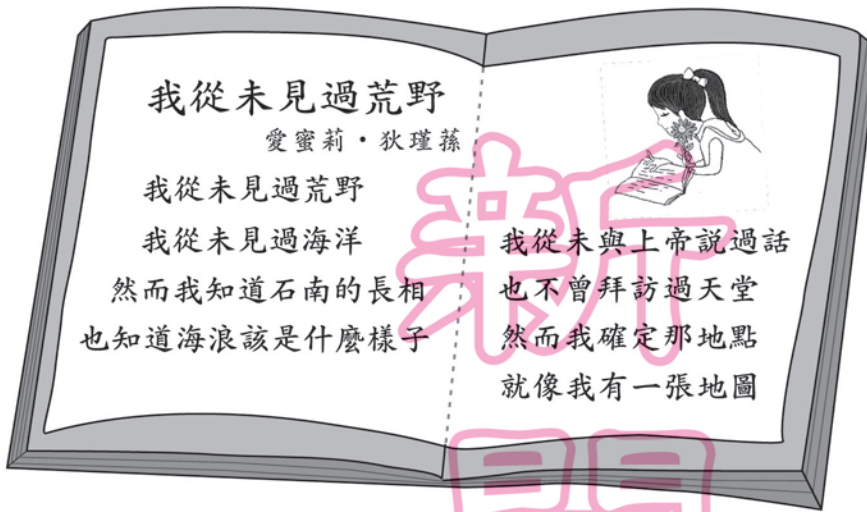 我從未見過荒野
愛蜜莉・狄瑾蓀
我從未見過荒野
我從未見過海洋
然而我知道石南的長相
也知道海浪該是什麼樣子
我從未與上帝說過話
也不曾拜訪過天堂
然而我確定那地點
就像我有一張地圖
新